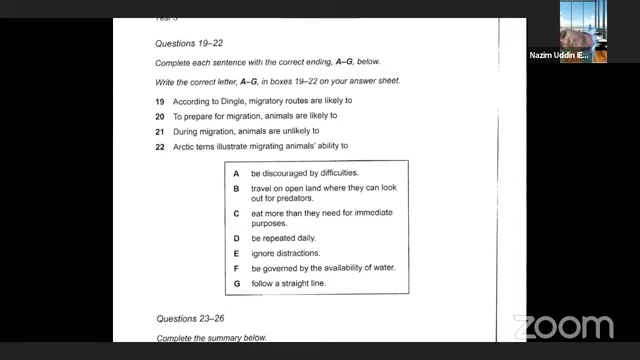 Test 3
Nazim Uddin IE...
Questions 19–22
Complete each sentence with the correct ending, A–G, below.
Write the correct letter, A–G, in boxes 19–22 on your answer sheet.
19 According to Dingle, migratory routes are likely to
20 To prepare for migration, animals are likely to
21 During migration, animals are unlikely to
22 Arctic terns illustrate migrating animals' ability to
A be discouraged by difficulties.
B travel on open land where they can look
out for predators.
C eat more than they need for immediate
purposes.
D be repeated daily.
E ignore distractions.
F be governed by the availability of water.
G follow a straight line.
Questions 23–26
Complete the summary below.
zoom